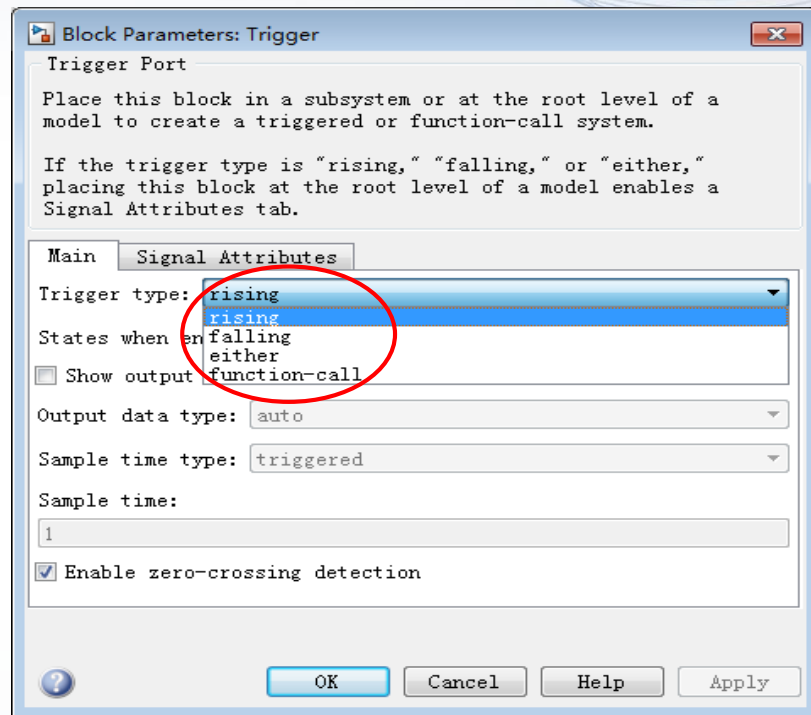 Block Parameters: Trigger
Trigger Port
Place this block in a subsystem or at the root level of a
model to create a triggered or function-call system.
If the trigger type is "rising," "falling," or "either,"
placing this block at the root level of a model enables a
Signal Attributes tab.
Main Signal Attributes
Trigger type: rising
rising
States when en falling
either
Show output function-call
Output data type: auto
Sample time type: triggered
Sample time:
1
Enable zero-crossing detection
? OK Cancel Help Apply